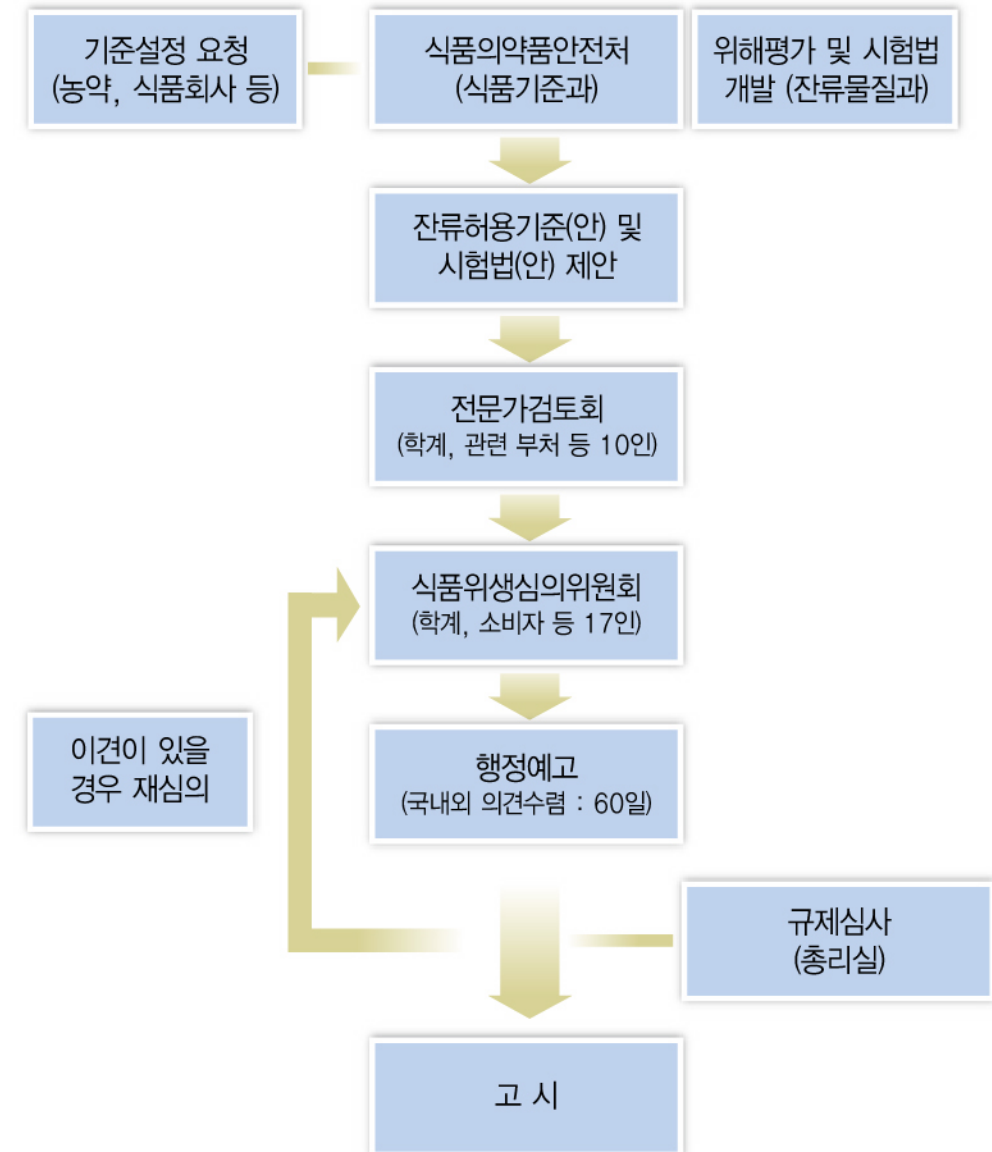 기준설정 요청
(농약, 식품회사 등)
식품의약품안전처
(식품기준과)
위해평가 및 시험법
개발 (잔류물질과)
잔류허용기준(안) 및
시험법(안) 제안
전문가검토회
(학계, 관련 부처 등 10인)
식품위생심의위원회
(학계, 소비자 등 17인)
이견이 있을
경우 재심의
행정예고
(국내외 의견수렴 : 60일)
규제심사
(총리실)
고 시